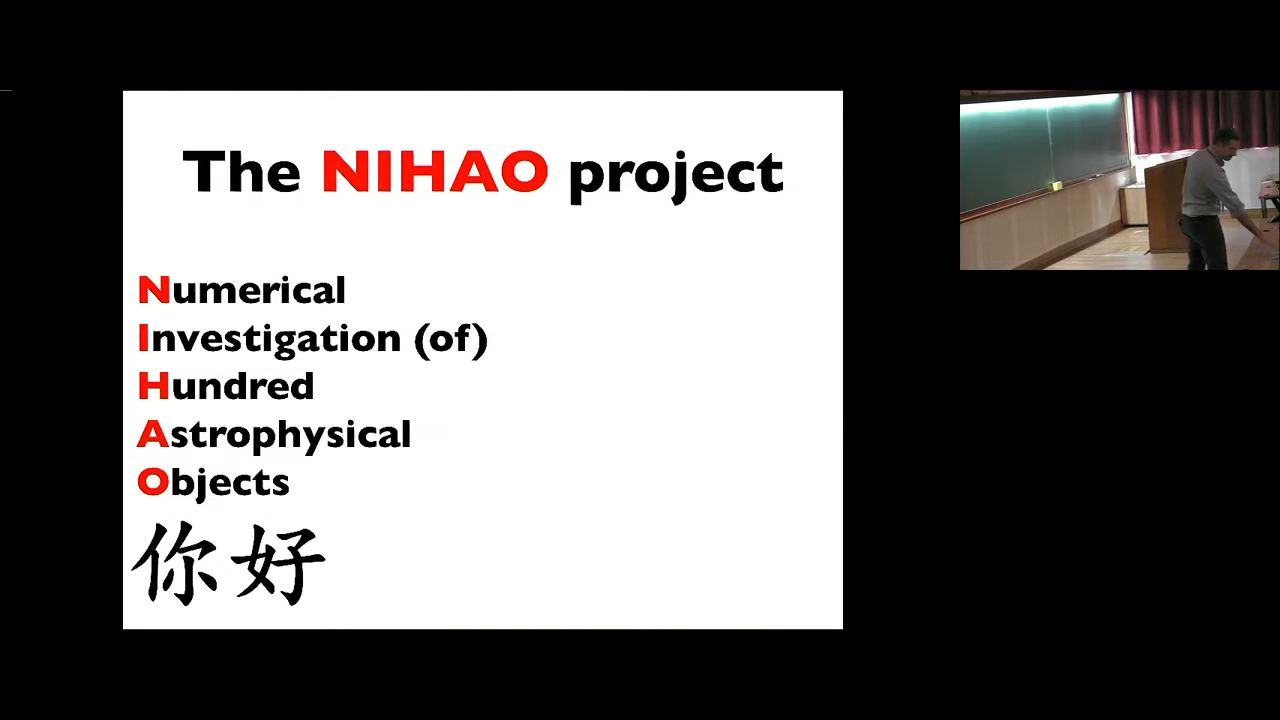 The NIHAO project
Numerical
Investigation (of)
Hundred
Astrophysical
Objects
你好